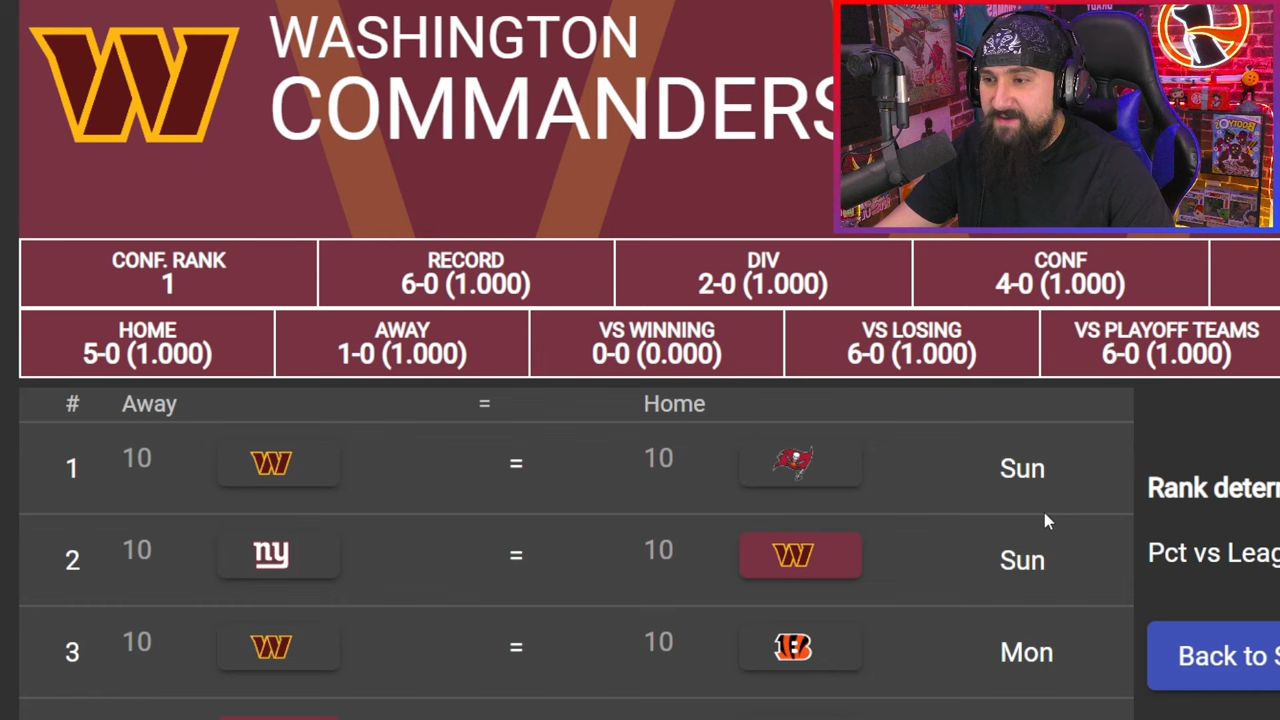 WASHINGTON
COMMANDERS
CONF. RANK
1
RECORD
6-0 (1.000)
DIV
2-0 (1.000)
CONF
4-0 (1.000)
HOME
5-0 (1.000)
AWAY
1-0 (1.000)
VS WINNING
0-0 (0.000)
VS LOSING
6-0 (1.000)
VS PLAYOFF TEAMS
6-0 (1.000)
# Away = Home
1 10 W = 10 Sun
2 10 ny = 10 W Sun
3 10 W = 10 B Mon
Rank deter
Pct vs Leag
Back to S